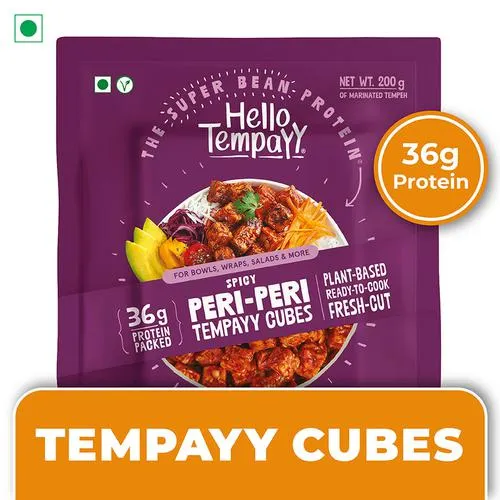 THE SUPER BEAN PROTEIN
Hello
Tempayy®
NET WT. 200 g
OF MARINATED TEMPEH
36g
Protein
FOR BOWLS, WRAPS, SALADS & MORE
SPICY
PERI-PERI
TEMPAYY CUBES
36g
PROTEIN
PACKED
PLANT-BASED
READY-TO-COOK
FRESH-CUT
TEMPAYY CUBES